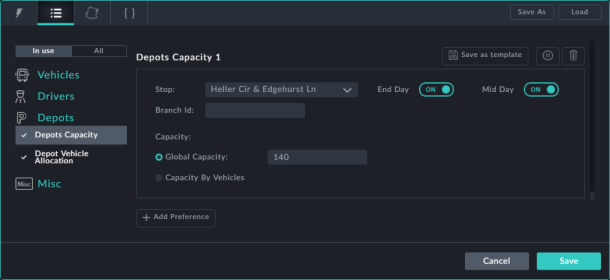 { }
Save As
Load
In use
All
Vehicles
Drivers
Depots
Depots Capacity
Depot Vehicle
Allocation
Misc
Misc
Depots Capacity 1
Save as template
Stop:
Heller Cir & Edgehurst Ln
End Day
ON
Mid Day
ON
Branch Id:
Capacity:
Global Capacity:
140
Capacity By Vehicles
+ Add Preference
Cancel
Save